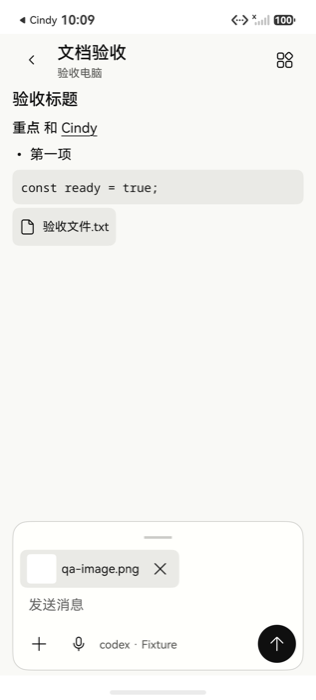 Cindy 10:09 100
文档验收
验收电脑
验收标题
重点 和 Cindy
• 第一项
const ready = true;
验收文件.txt
qa-image.png
发送消息
codex · Fixture